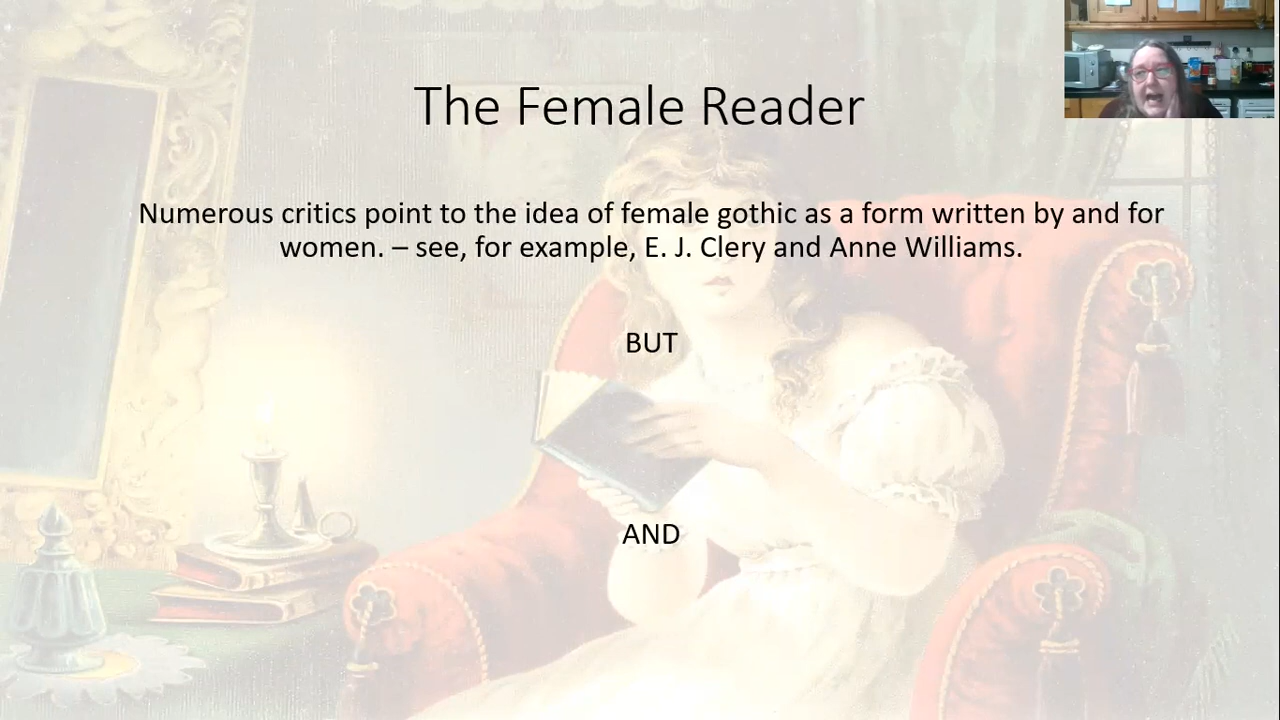 The Female Reader
Numerous critics point to the idea of female gothic as a form written by and for
women. – see, for example, E. J. Clery and Anne Williams.
BUT
AND